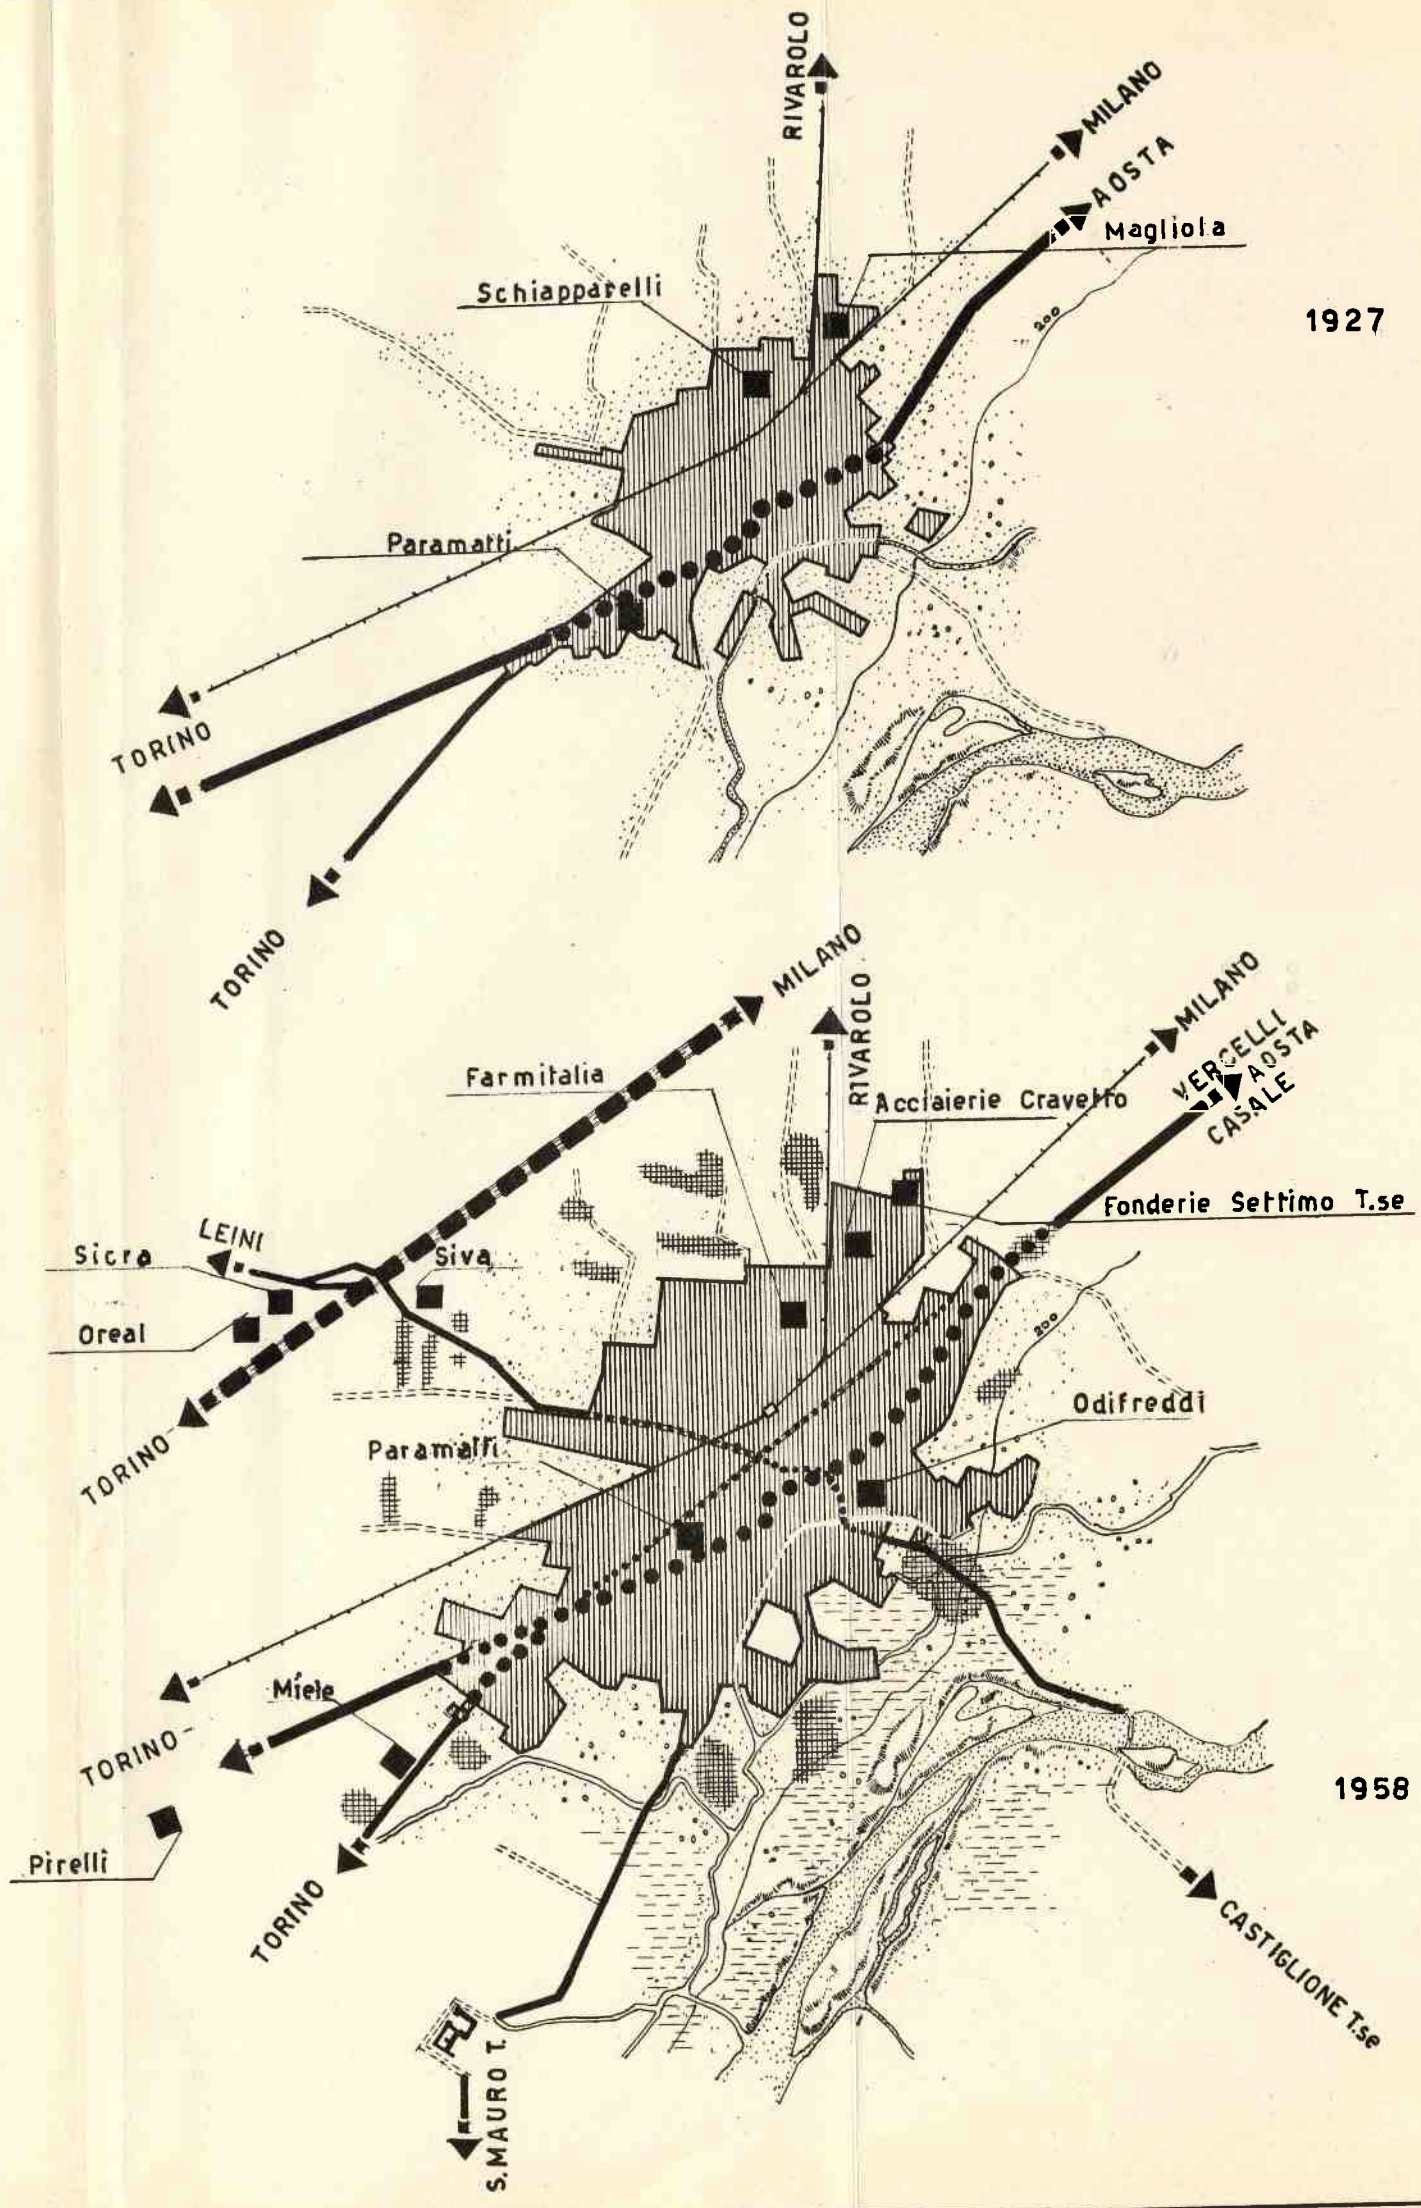 RIVAROLO
MILANO
AOSTA
Magliola
Schiapparelli
1927
200
Paramatti
TORINO
TORINO
MILANO
RIVAROLO
MILANO
VERCELLI
AOSTA
CASALE
Farmitalia
Acciaierie Cravetto
Fonderie Settimo T.se
LEINI
Sicra
Siva
Oreal
200
Odifreddi
TORINO
Paramatti
Miele
TORINO
1958
Pirelli
TORINO
CASTIGLIONE T.se
S. MAURO T.